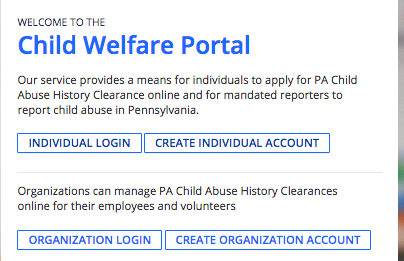 WELCOME TO THE
Child Welfare Portal
Our service provides a means for individuals to apply for PA Child
Abuse History Clearance online and for mandated reporters to
report child abuse in Pennsylvania.
INDIVIDUAL LOGIN CREATE INDIVIDUAL ACCOUNT
Organizations can manage PA Child Abuse History Clearances
online for their employees and volunteers
ORGANIZATION LOGIN CREATE ORGANIZATION ACCOUNT